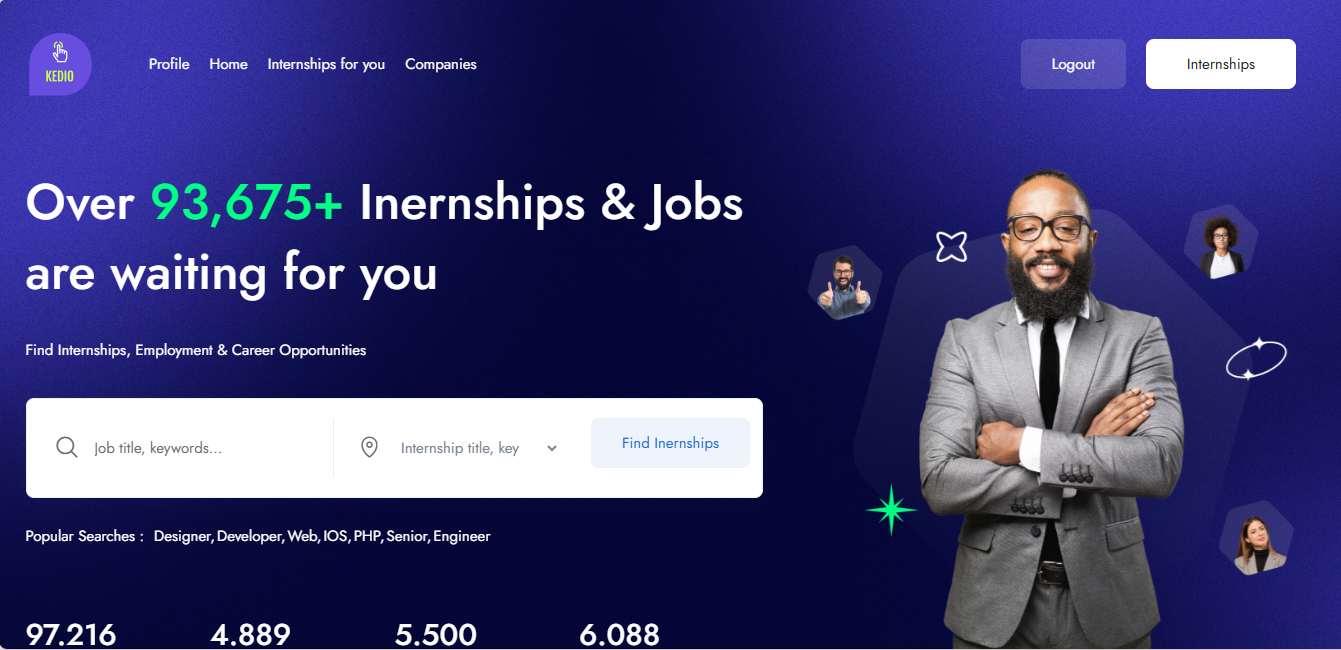 KEDIO
Profile Home Internships for you Companies
Logout
Internships
Over 93,675+ Inernships & Jobs
are waiting for you
Find Internships, Employment & Career Opportunities
Job title, keywords...
Internship title, key
Find Inernships
Popular Searches : Designer, Developer, Web, IOS, PHP, Senior, Engineer
97.216 4.889 5.500 6.088